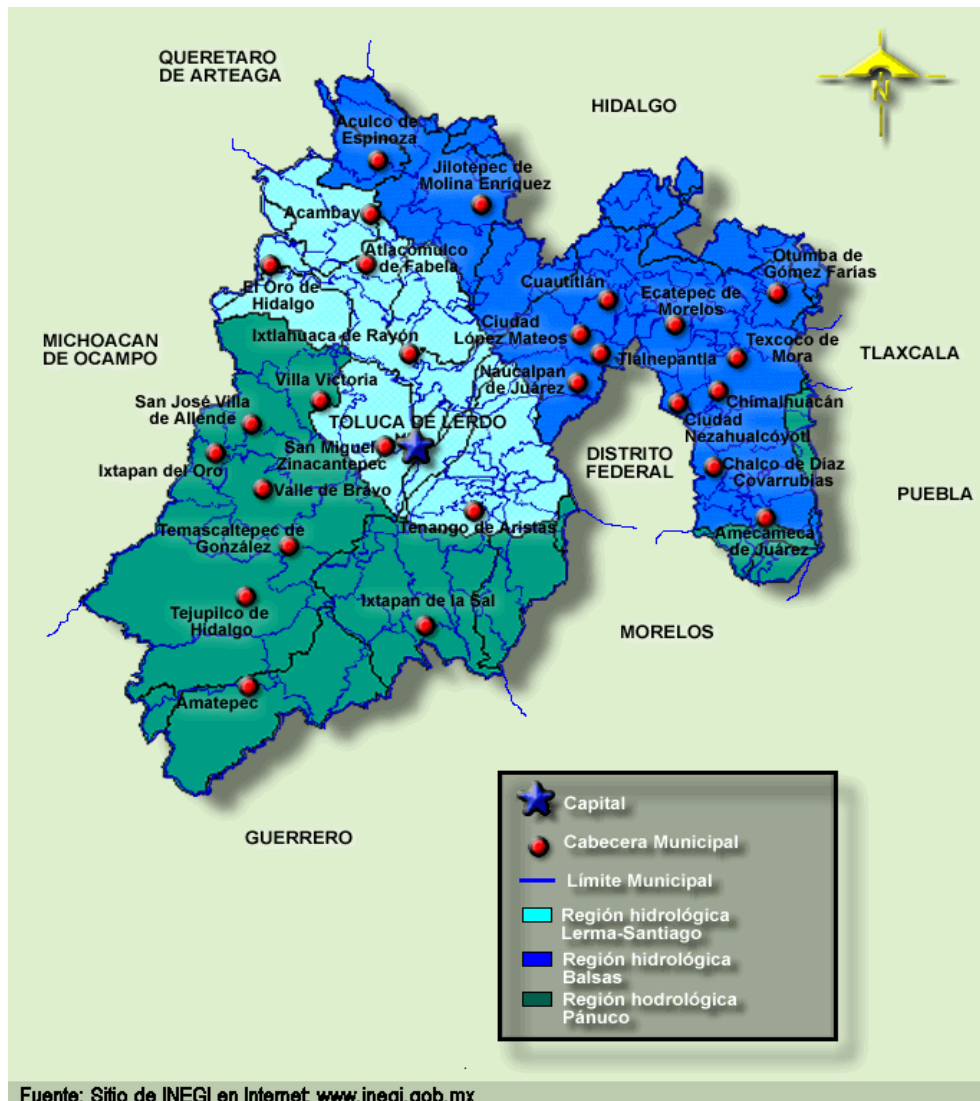 QUERETARO
DE ARTEAGA
HIDALGO
N
Aculco de
Espinoza
Jilotepec de
Molina Enríquez
Acambay
Atlacomulco
de Fabela
Otumba de
Gómez Farías
El Oro de
Hidalgo
Cuautitlán
Ecatepec de
Morelos
MICHOACAN
DE OCAMPO
Ixtlahuaca de Rayón
Ciudad
López Mateos
Tlalnepantla
Texcoco de
Mora
TLAXCALA
Villa Victoria
Naucalpan
de Juárez
San José Villa
de Allende
Chimalhuacán
TOLUCA DE LERDO
Ciudad
Nezahualcóyotl
San Miguel
Zinacantepec
Ixtapan del Oro
DISTRITO
FEDERAL
Chalco de Díaz
Covarrubias
Valle de Bravo
PUEBLA
Temascaltepec de
González
Tenango de Aristas
Amecameca
de Juárez
Tejupilco de
Hidalgo
Ixtapan de la Sal
MORELOS
Amatepec
GUERRERO
Capital
Cabecera Municipal
Límite Municipal
Región hidrológica
Lerma-Santiago
Región hidrológica
Balsas
Región hodrológica
Pánuco
Fuente: Sitio de INEGI en Internet: www.inegi.gob.mx